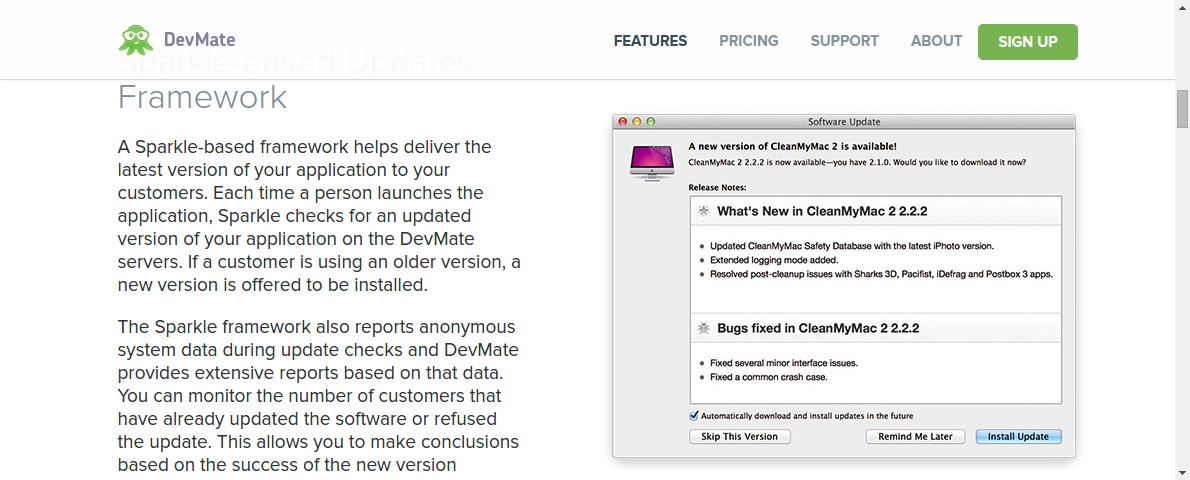 DevMate
FEATURES
PRICING
SUPPORT
ABOUT
SIGN UP
Sparkle-based Updates
Framework
A Sparkle-based framework helps deliver the
latest version of your application to your
customers. Each time a person launches the
application, Sparkle checks for an updated
version of your application on the DevMate
servers. If a customer is using an older version, a
new version is offered to be installed.
The Sparkle framework also reports anonymous
system data during update checks and DevMate
provides extensive reports based on that data.
You can monitor the number of customers that
have already updated the software or refused
the update. This allows you to make conclusions
based on the success of the new version
Software Update
A new version of CleanMyMac 2 is available!
CleanMyMac 2 2.2.2 is now available—you have 2.1.0. Would you like to download it now?
Release Notes:
What's New in CleanMyMac 2 2.2.2
Updated CleanMyMac Safety Database with the latest iPhoto version.
Extended logging mode added.
Resolved post-cleanup issues with Sharks 3D, Pacifist, iDefrag and Postbox 3 apps.
Bugs fixed in CleanMyMac 2 2.2.2
Fixed several minor interface issues.
Fixed a common crash case.
Automatically download and install updates in the future
Skip This Version
Remind Me Later
Install Update